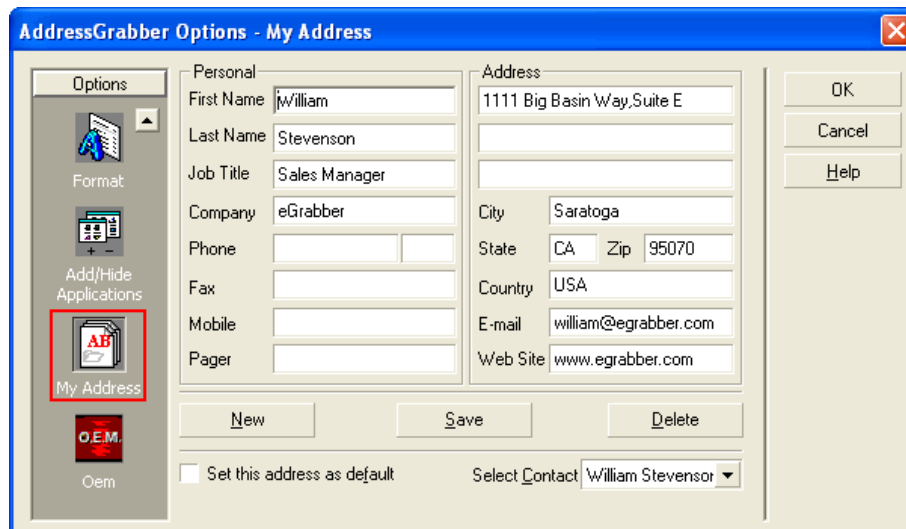 AddressGrabber Options - My Address
Options
Format
Add/Hide
Applications
AB
My Address
O.E.M.
Oem
Personal
First Name William
Last Name Stevenson
Job Title Sales Manager
Company eGrabber
Phone
Fax
Mobile
Pager
Address
1111 Big Basin Way,Suite E
City Saratoga
State CA Zip 95070
Country USA
E-mail william@egrabber.com
Web Site www.egrabber.com
New Save Delete
Set this address as default Select Contact William Stevensor
OK
Cancel
Help